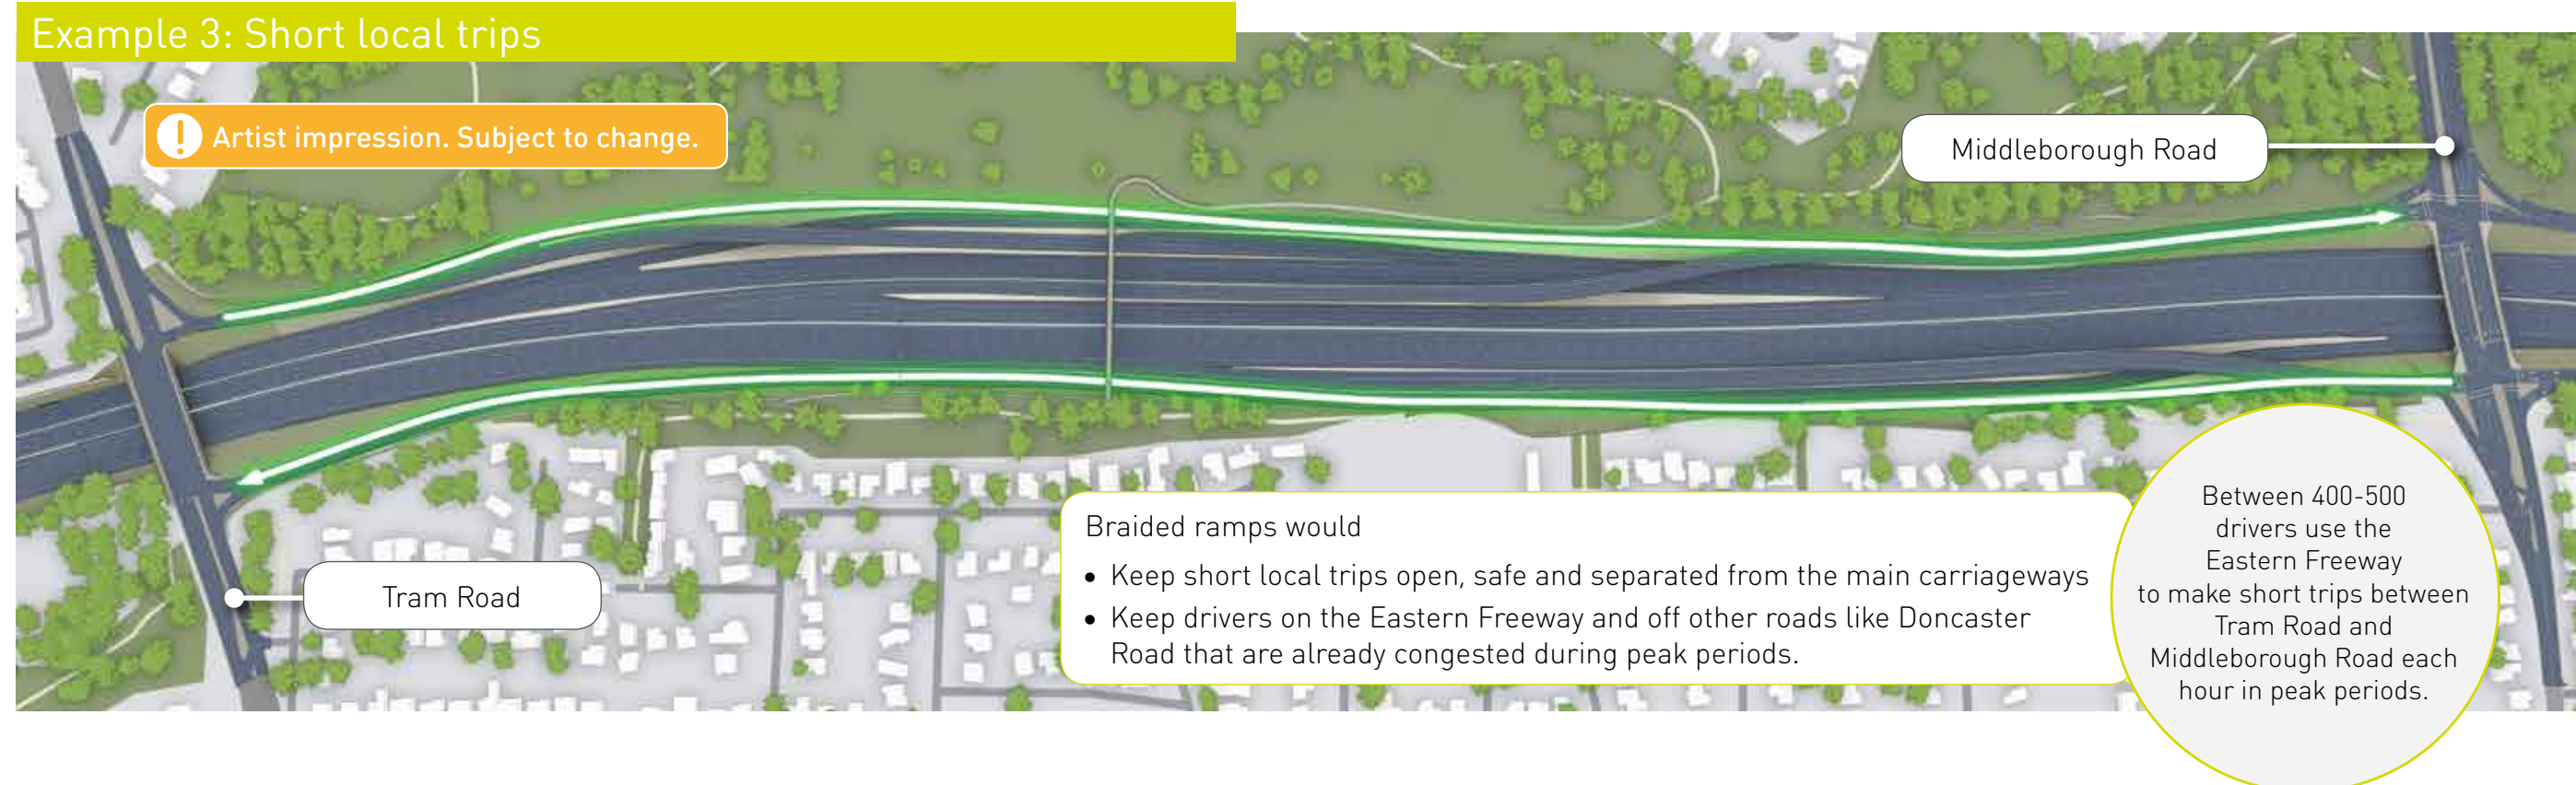 Example 3: Short local trips
! Artist impression. Subject to change.
Middleborough Road
Tram Road
Braided ramps would
• Keep short local trips open, safe and separated from the main carriageways
• Keep drivers on the Eastern Freeway and off other roads like Doncaster
Road that are already congested during peak periods.
Between 400-500
drivers use the
Eastern Freeway
to make short trips between
Tram Road and
Middleborough Road each
hour in peak periods.